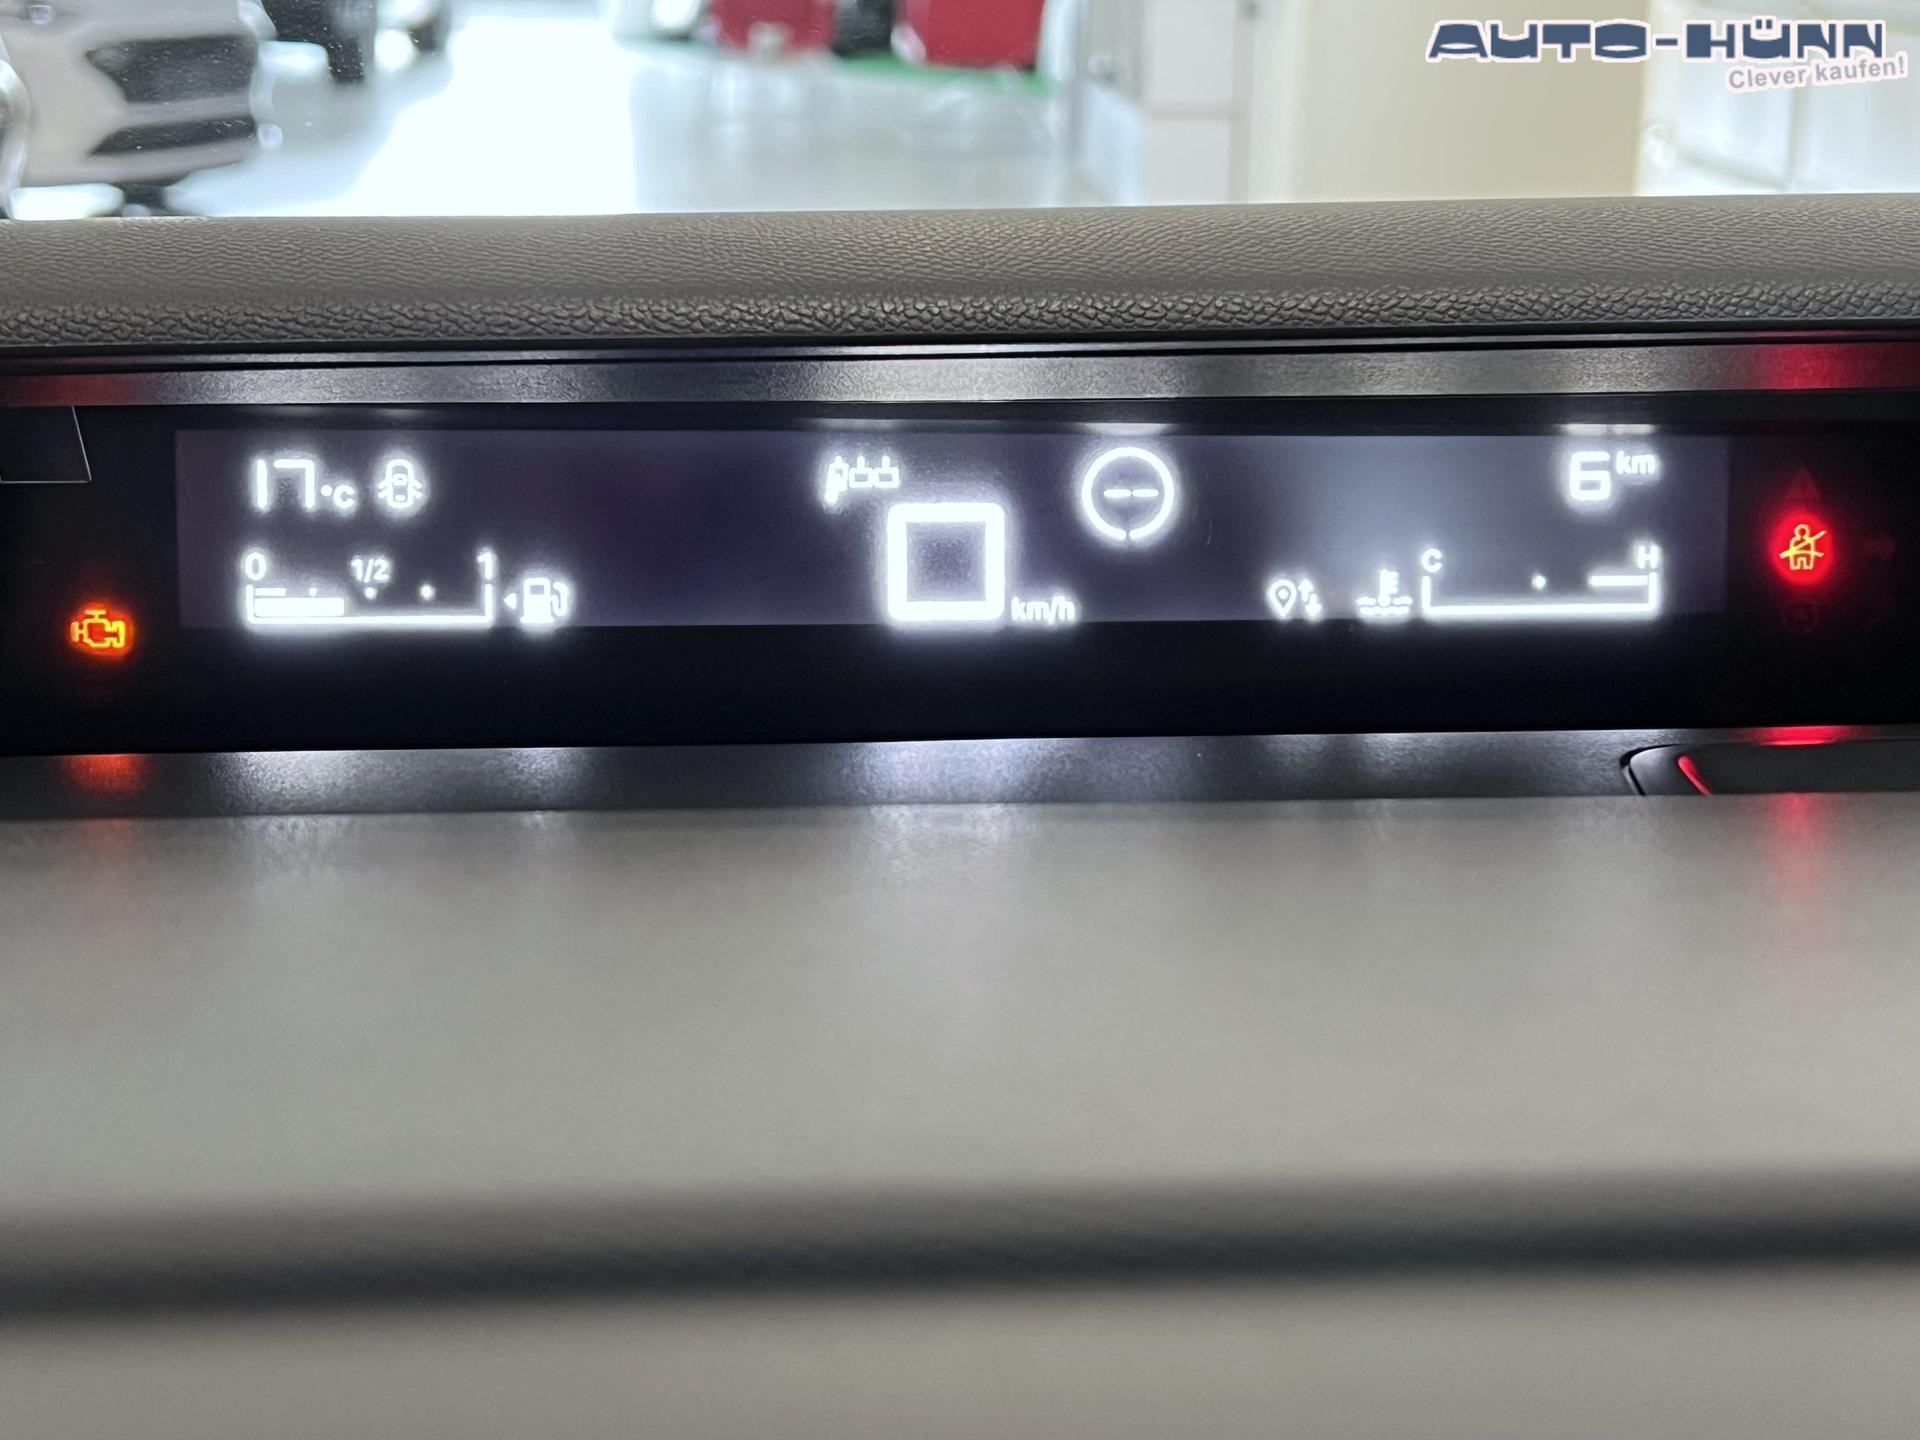 AUTO-HÜNN
Clever kaufen!
17°C
6 km
0 1/2 1
0 km/h
--
C H